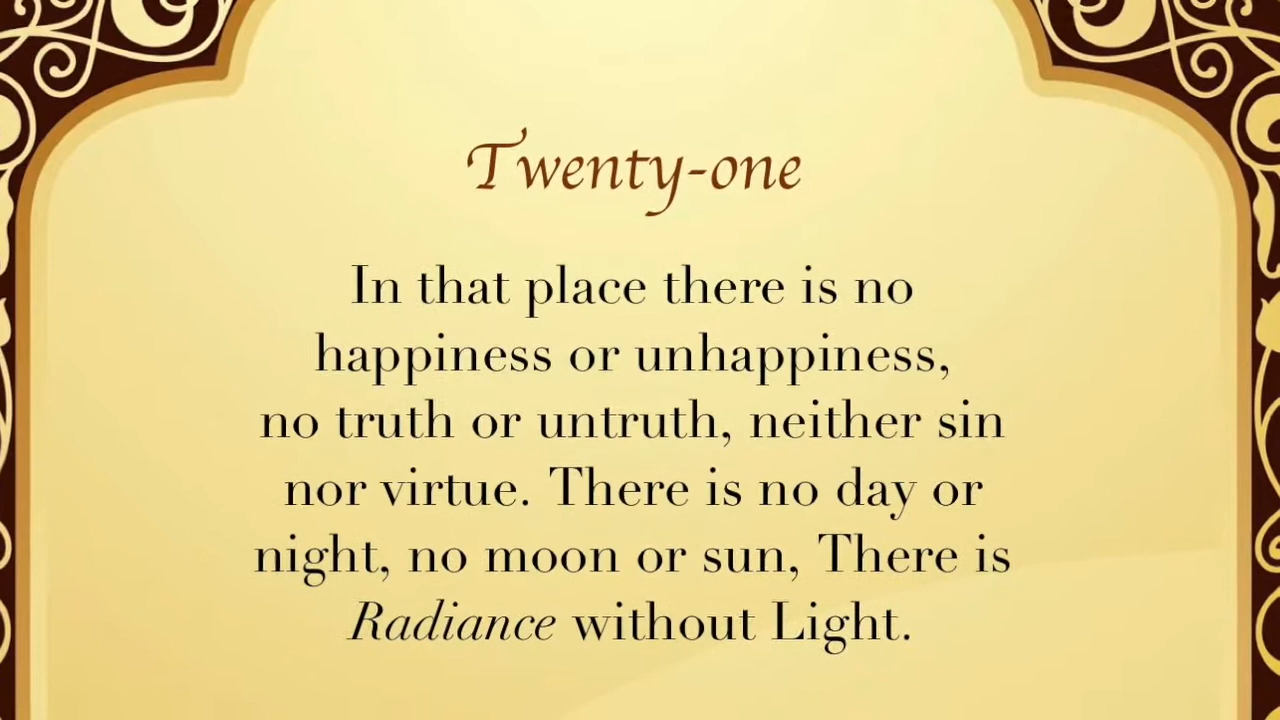 Twenty-one
In that place there is no
happiness or unhappiness,
no truth or untruth, neither sin
nor virtue. There is no day or
night, no moon or sun, There is
Radiance without Light.